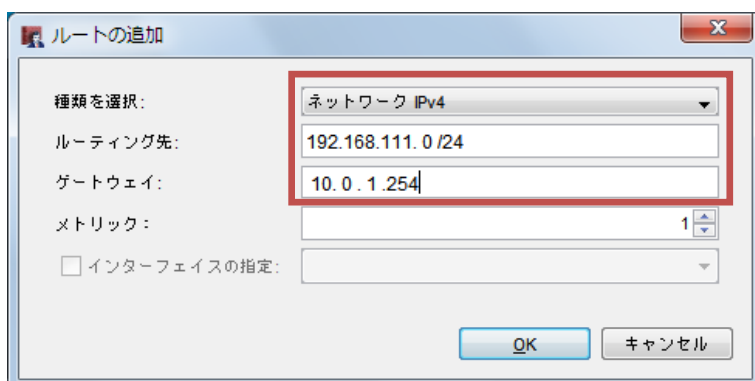 ルートの追加
種類を選択: ネットワーク IPv4
ルーティング先: 192.168.111. 0 /24
ゲートウェイ: 10. 0 . 1 .254
メトリック: 1
インターフェイスの指定:
OK キャンセル